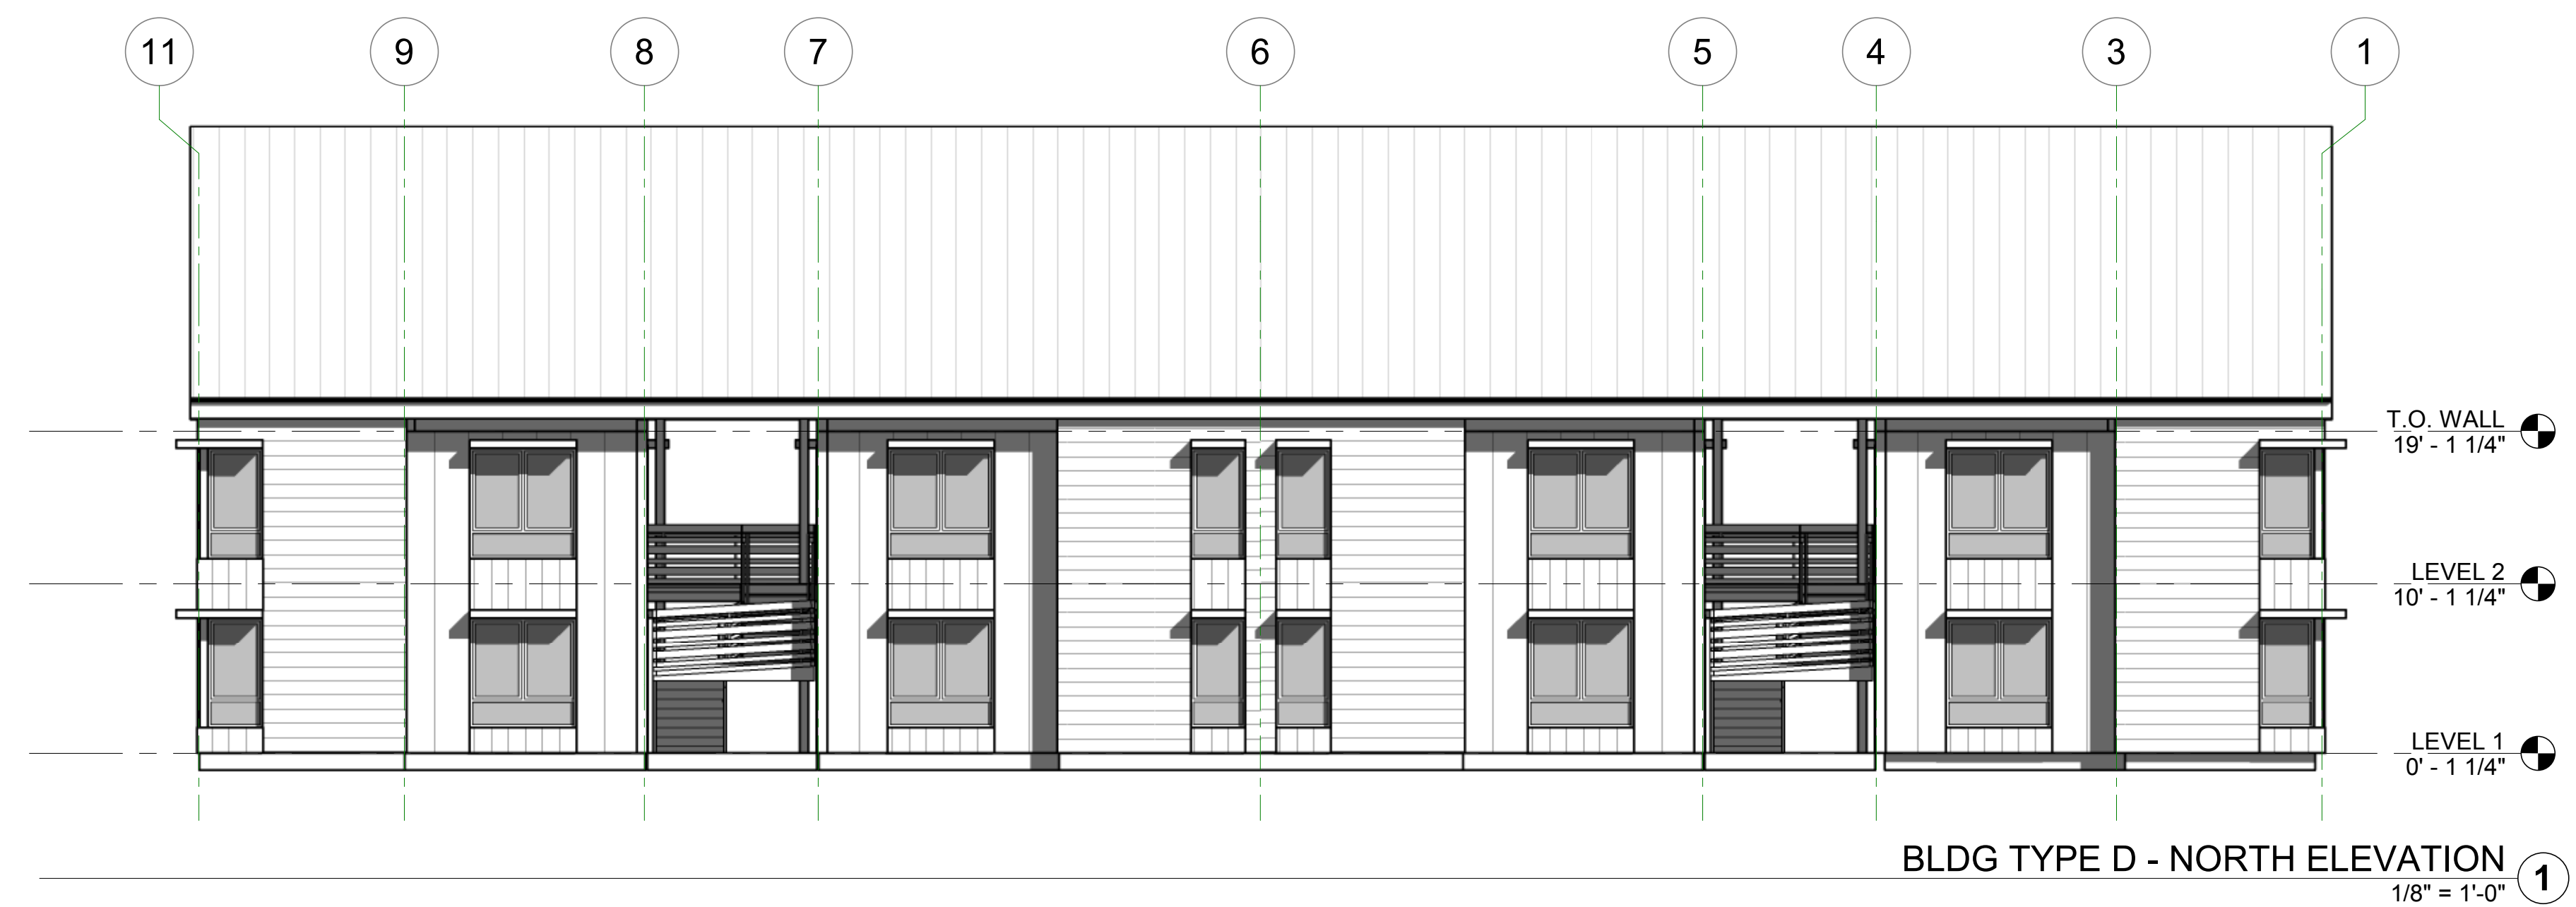 11 9 8 7 6 5 4 3 1
T.O. WALL
19' - 1 1/4"
LEVEL 2
10' - 1 1/4"
LEVEL 1
0' - 1 1/4"
BLDG TYPE D - NORTH ELEVATION
1
1/8" = 1'-0"